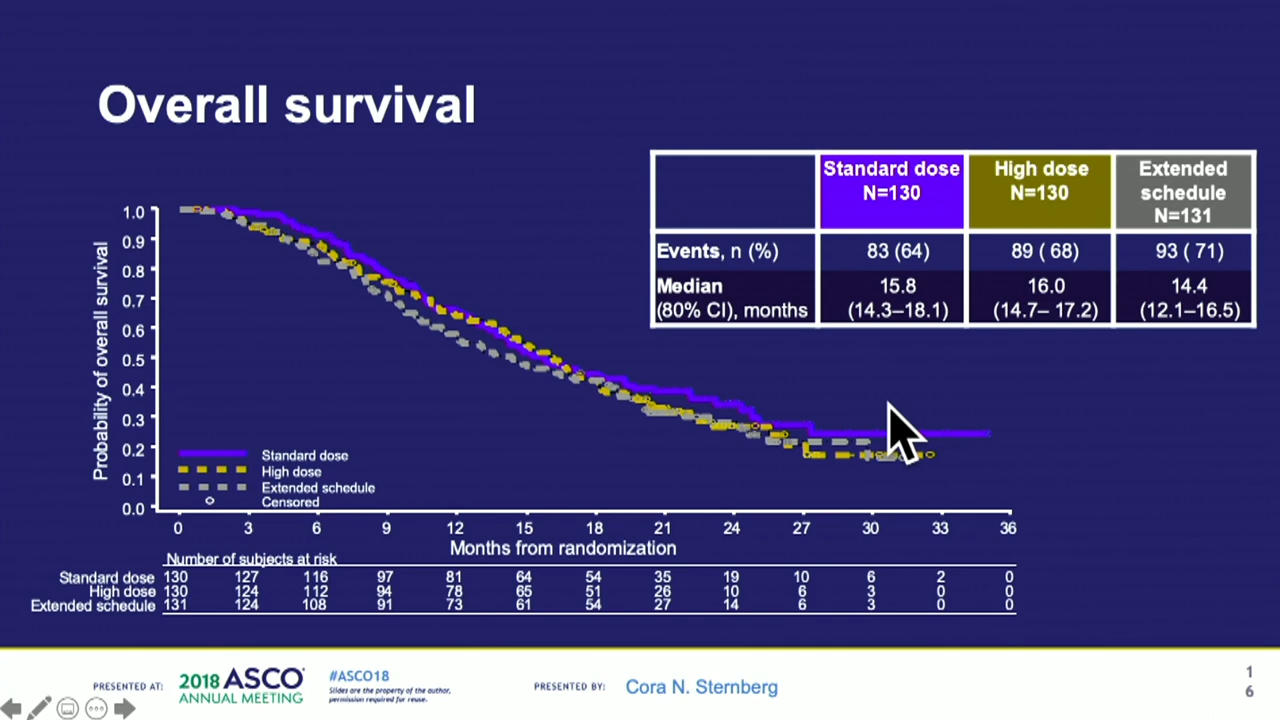 Overall survival
Standard dose
N=130
High dose
N=130
Extended
schedule
N=131
Events, n (%)
83 (64)
89 ( 68)
93 ( 71)
Median
(80% CI), months
15.8
(14.3–18.1)
16.0
(14.7– 17.2)
14.4
(12.1–16.5)
Probability of overall survival
1.0
0.9
0.8
0.7
0.6
0.5
0.4
0.3
0.2
0.1
0.0
Standard dose
High dose
Extended schedule
Censored
0 3 6 9 12 15 18 21 24 27 30 33 36
Months from randomization
Number of subjects at risk
Standard dose 130 127 116 97 81 64 54 35 19 10 6 2 0
High dose 130 124 112 94 78 65 51 26 10 6 3 0 0
Extended schedule 131 124 108 91 73 61 54 27 14 6 3 0 0
PRESENTED AT:
2018 ASCO
ANNUAL MEETING
#ASCO18
Slides are the property of the author,
permission required for reuse.
PRESENTED BY:
Cora N. Sternberg
1
6